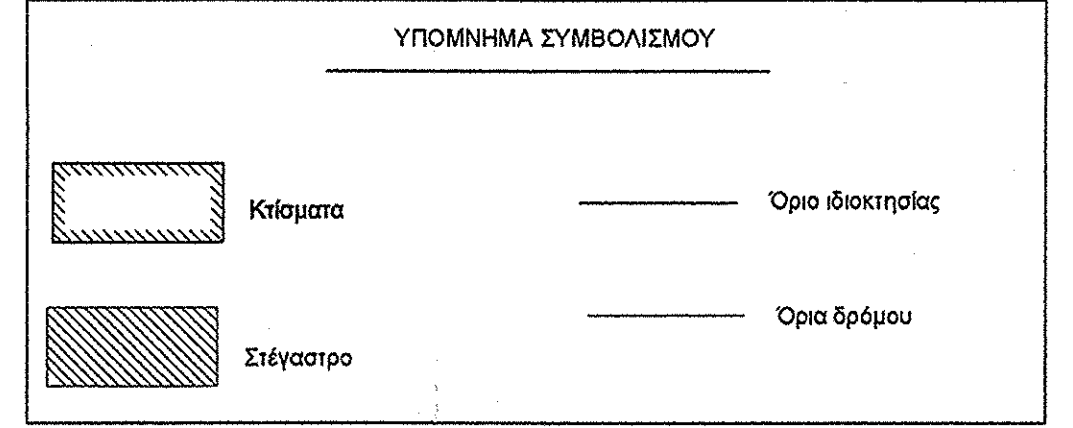 ΥΠΟΜΝΗΜΑ ΣΥΜΒΟΛΙΣΜΟΥ
Κτίσματα
Όριο ιδιοκτησίας
Στέγαστρο
Όρια δρόμου